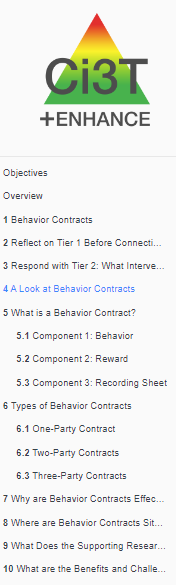 Ci3T
+ENHANCE
Objectives
Overview
1 Behavior Contracts
2 Reflect on Tier 1 Before Connecti...
3 Respond with Tier 2: What Interve...
4 A Look at Behavior Contracts
5 What is a Behavior Contract?
5.1 Component 1: Behavior
5.2 Component 2: Reward
5.3 Component 3: Recording Sheet
6 Types of Behavior Contracts
6.1 One-Party Contract
6.2 Two-Party Contracts
6.3 Three-Party Contracts
7 Why are Behavior Contracts Effec...
8 Where are Behavior Contracts Sit...
9 What Does the Supporting Resear...
10 What are the Benefits and Challe...